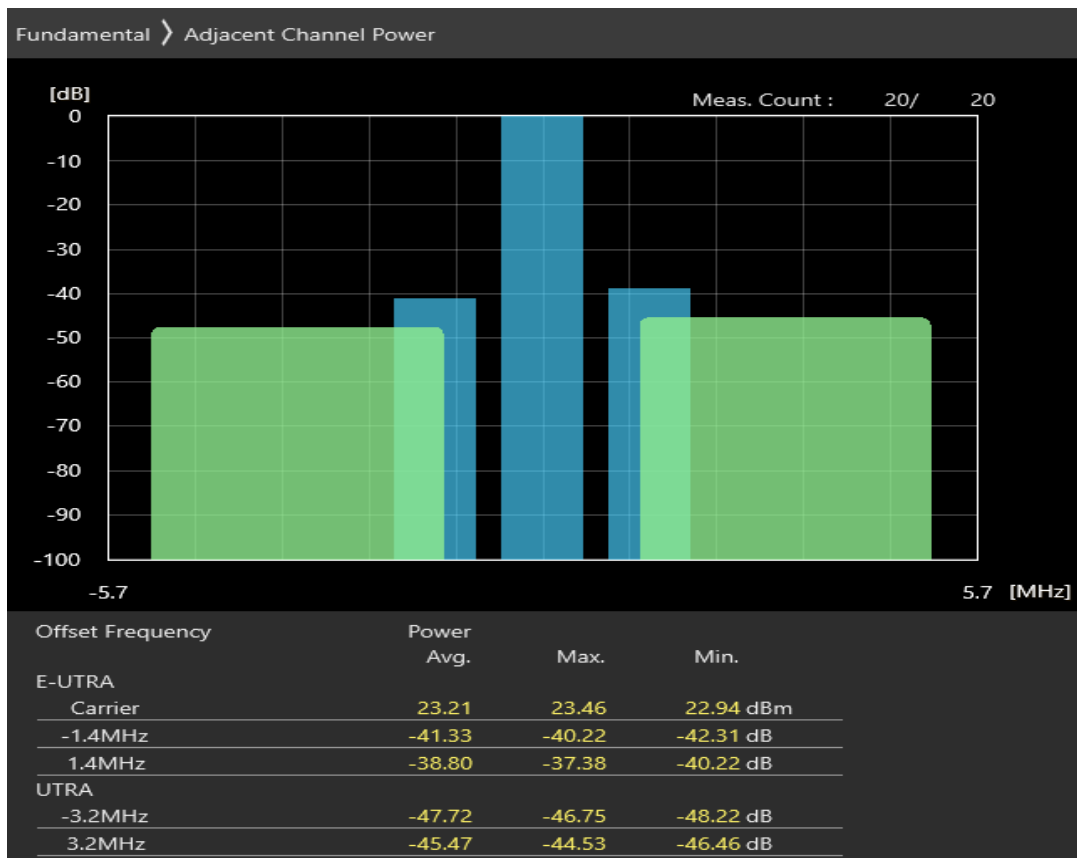 Fundamental 〉 Adjacent Channel Power
[dB]
Meas. Count : 20/ 20
0
-10
-20
-30
-40
-50
-60
-70
-80
-90
-100
-5.7 5.7 [MHz]
Offset Frequency Power
Avg. Max. Min.
E-UTRA
Carrier 23.21 23.46 22.94 dBm
-1.4MHz -41.33 -40.22 -42.31 dB
1.4MHz -38.80 -37.38 -40.22 dB
UTRA
-3.2MHz -47.72 -46.75 -48.22 dB
3.2MHz -45.47 -44.53 -46.46 dB